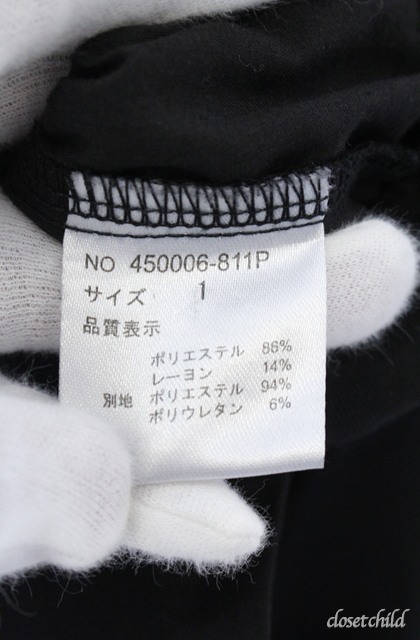 NO 450006-811P
サイズ 1
品質表示
ポリエステル 86%
レーヨン 14%
別地 ポリエステル 94%
ポリウレタン 6%
closetchild